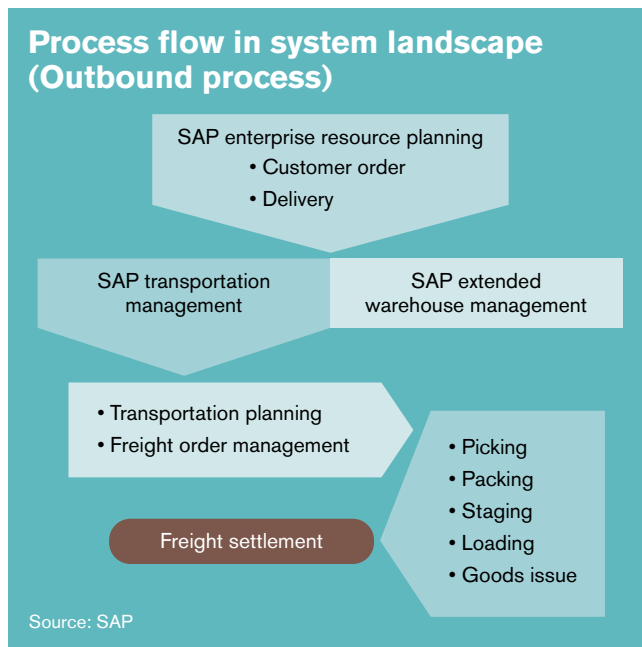 Process flow in system landscape
(Outbound process)
SAP enterprise resource planning
• Customer order
• Delivery
SAP transportation
management
SAP extended
warehouse management
• Transportation planning
• Freight order management
• Picking
• Packing
• Staging
• Loading
• Goods issue
Freight settlement
Source: SAP